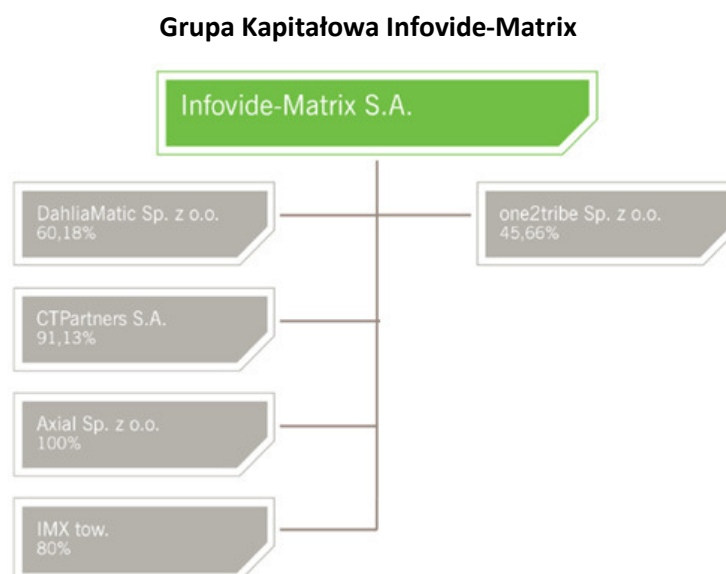 Grupa Kapitałowa Infovide-Matrix
Infovide-Matrix S.A.
DahliaMatic Sp. z o.o.
60,18%
one2tribe Sp. z o.o.
45,66%
CTPartners S.A.
91,13%
Axial Sp. z o.o.
100%
IMX tow.
80%